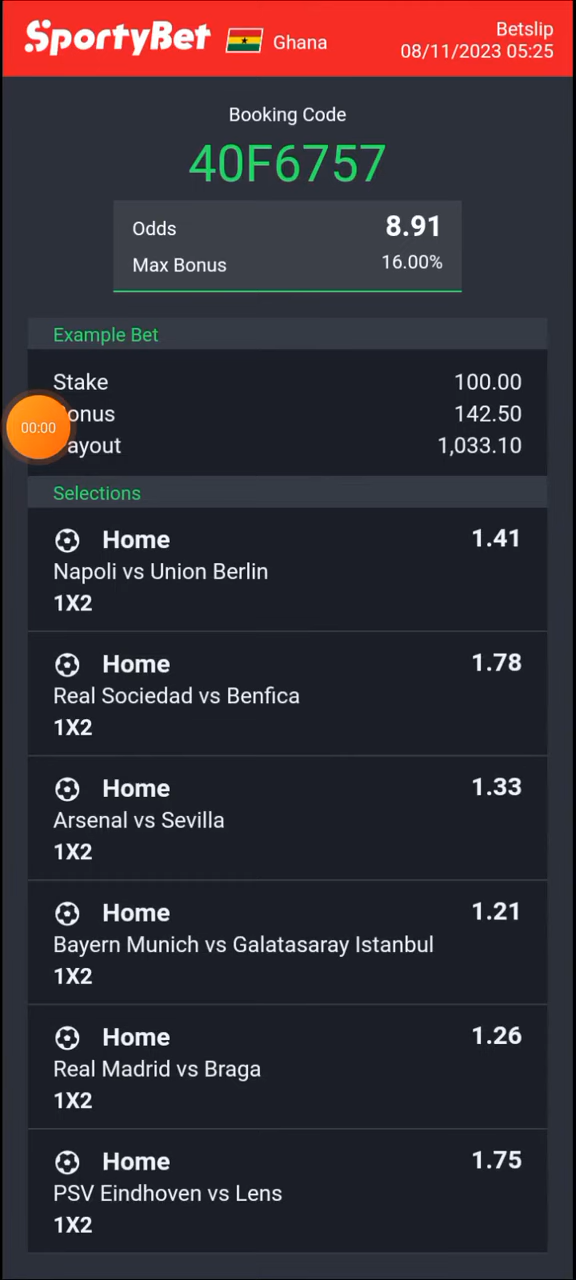 SportyBet Ghana
Betslip
08/11/2023 05:25
Booking Code
40F6757
Odds 8.91
Max Bonus 16.00%
Example Bet
Stake 100.00
onus 142.50
00:00
ayout 1,033.10
Selections
Home 1.41
Napoli vs Union Berlin
1X2
Home 1.78
Real Sociedad vs Benfica
1X2
Home 1.33
Arsenal vs Sevilla
1X2
Home 1.21
Bayern Munich vs Galatasaray Istanbul
1X2
Home 1.26
Real Madrid vs Braga
1X2
Home 1.75
PSV Eindhoven vs Lens
1X2